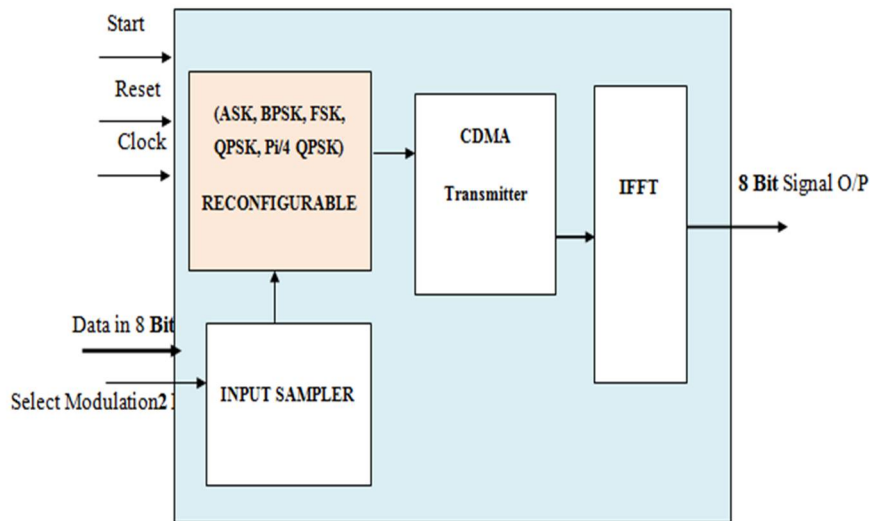 Start
Reset
Clock
(ASK, BPSK, FSK,
QPSK, Pi/4 QPSK)
RECONFIGURABLE
CDMA
Transmitter
IFFT
8 Bit Signal O/P
Data in 8 Bit
Select Modulation2
INPUT SAMPLER